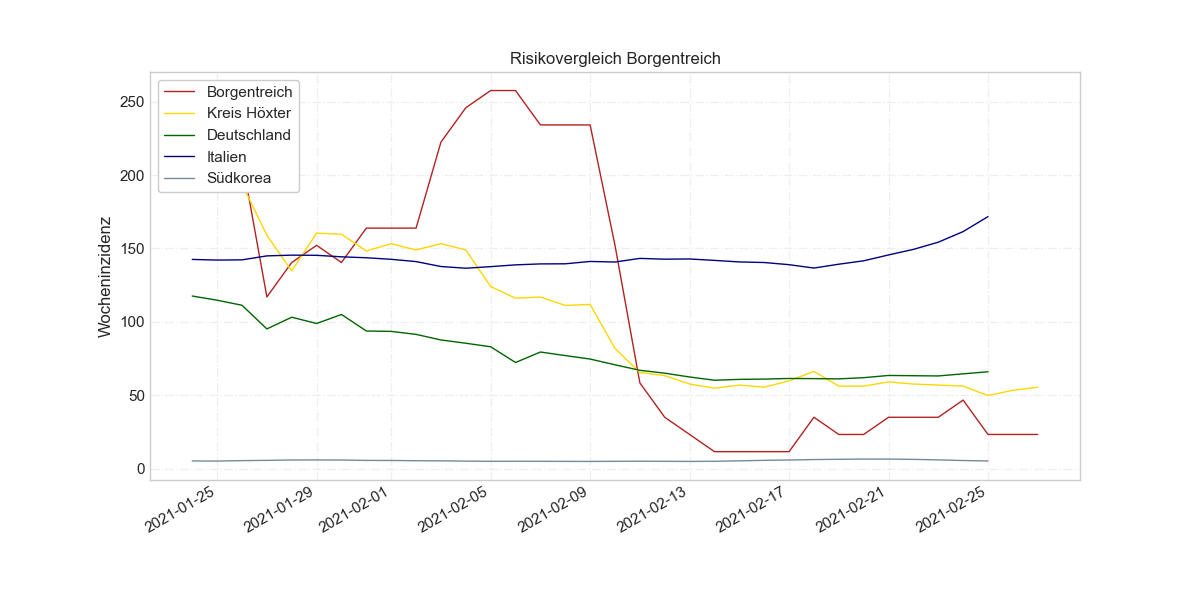 Risikovergleich Borgentreich
Borgentreich
Kreis Höxter
Deutschland
Italien
Südkorea
Wocheninzidenz
250
200
150
100
50
0
2021-01-25
2021-01-29
2021-02-01
2021-02-05
2021-02-09
2021-02-13
2021-02-17
2021-02-21
2021-02-25